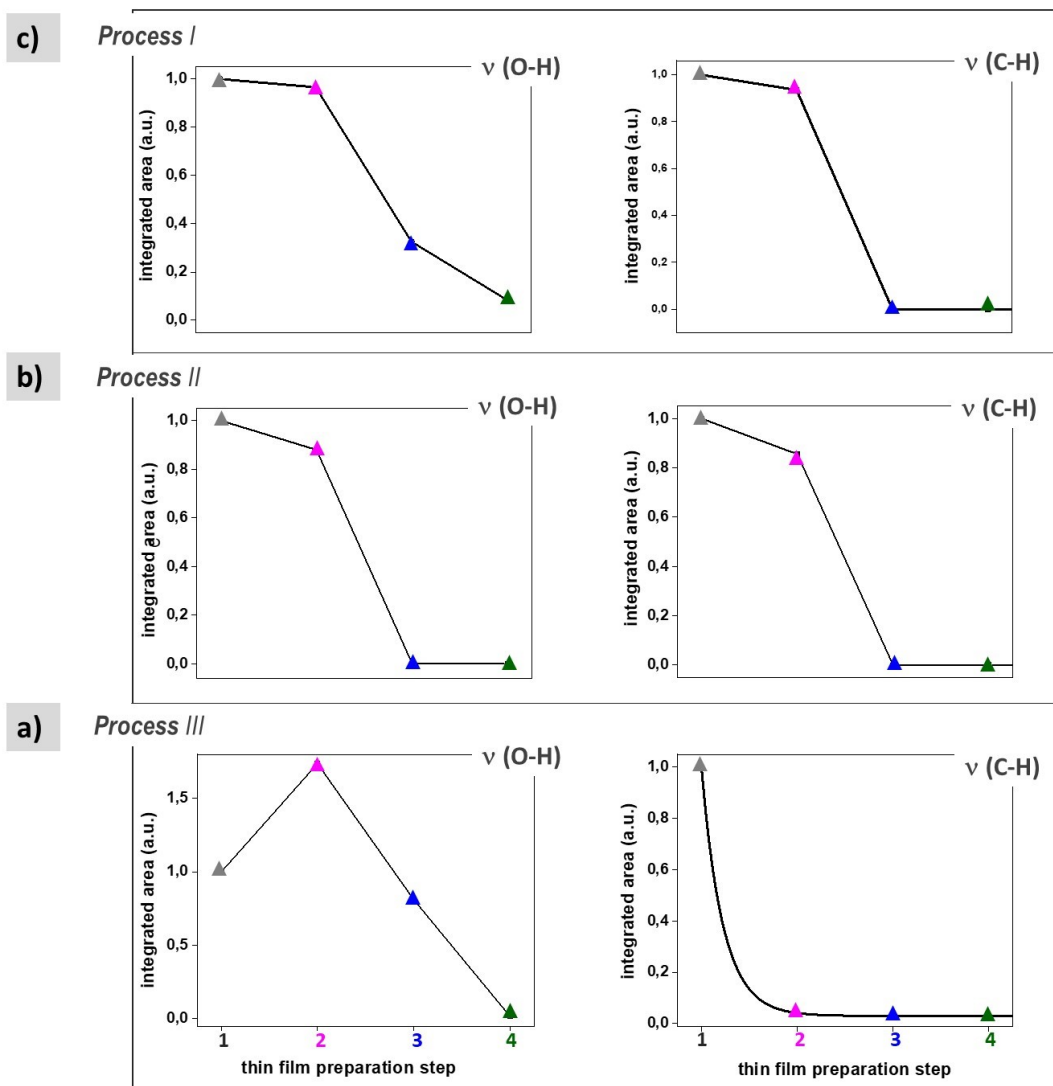 c)
Process I
ν (O-H)
integrated area (a.u.)
1,0
0,8
0,6
0,4
0,2
0,0
ν (C-H)
integrated area (a.u.)
1,0
0,8
0,6
0,4
0,2
0,0
b)
Process II
ν (O-H)
integrated area (a.u.)
1,0
0,8
0,6
0,4
0,2
0,0
ν (C-H)
integrated area (a.u.)
1,0
0,8
0,6
0,4
0,2
0,0
a)
Process III
ν (O-H)
integrated area (a.u.)
1,5
1,0
0,5
0,0
1 2 3 4
thin film preparation step
ν (C-H)
integrated area (a.u.)
1,0
0,8
0,6
0,4
0,2
0,0
1 2 3 4
thin film preparation step